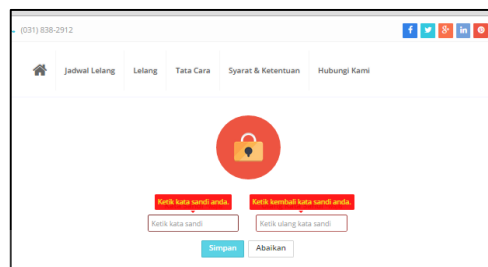 (031) 838-2912
Jadwal Lelang Lelang Tata Cara Syarat & Ketentuan Hubungi Kami
Ketik kata sandi anda. Ketik kembali kata sandi anda.
Ketik kata sandi Ketik ulang kata sandi
Simpan Abaikan